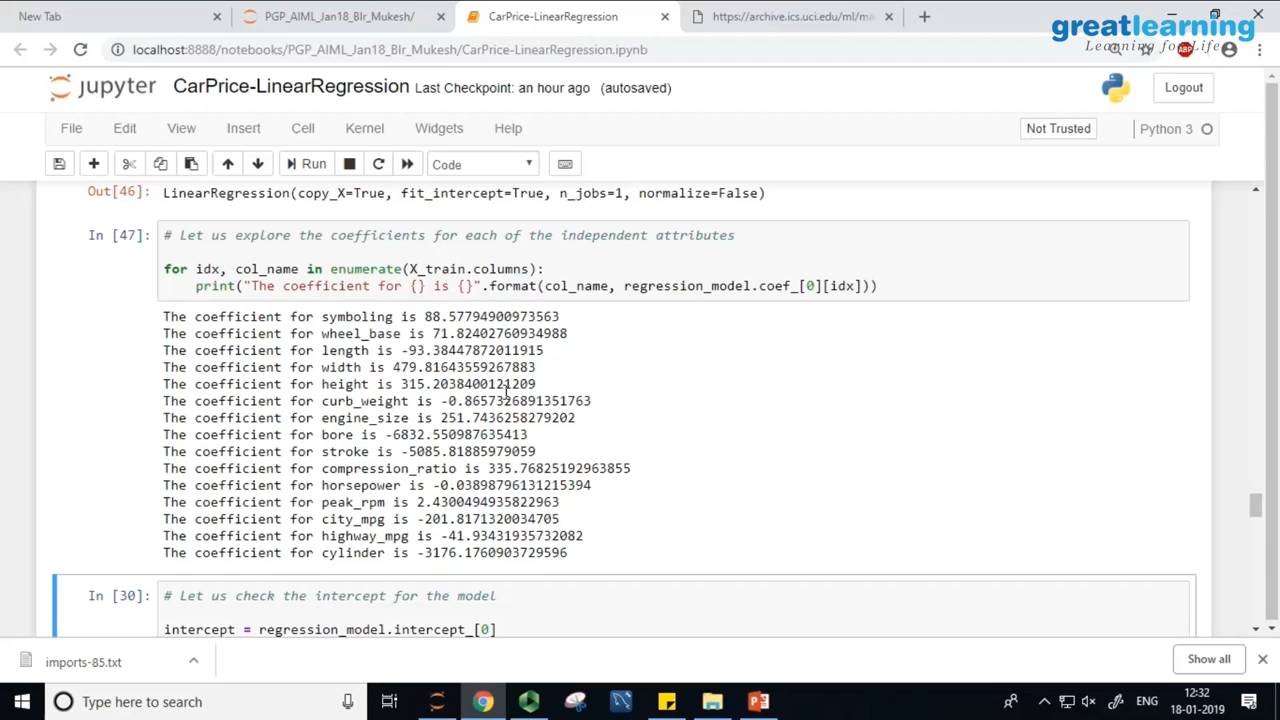 New Tab
PGP_AIML_Jan18_Blr_Mukesh/
CarPrice-LinearRegression
https://archive.ics.uci.edu/ml/ma
greatlearning
Learning for Life
localhost:8888/notebooks/PGP_AIML_Jan18_Blr_Mukesh/CarPrice-LinearRegression.ipynb
ABP
jupyter CarPrice-LinearRegression Last Checkpoint: an hour ago (autosaved)
Logout
File Edit View Insert Cell Kernel Widgets Help
Not Trusted
Python 3
Run
Code
Out[46]: LinearRegression(copy_X=True, fit_intercept=True, n_jobs=1, normalize=False)
In [47]: # Let us explore the coefficients for each of the independent attributes
for idx, col_name in enumerate(X_train.columns):
print("The coefficient for {} is {}".format(col_name, regression_model.coef_[0][idx]))
The coefficient for symboling is 88.57794900973563
The coefficient for wheel_base is 71.82402760934988
The coefficient for length is -93.38447872011915
The coefficient for width is 479.81643559267883
The coefficient for height is 315.2038400121209
The coefficient for curb_weight is -0.8657326891351763
The coefficient for engine_size is 251.7436258279202
The coefficient for bore is -6832.550987635413
The coefficient for stroke is -5085.81885979059
The coefficient for compression_ratio is 335.76825192963855
The coefficient for horsepower is -0.03898796131215394
The coefficient for peak_rpm is 2.4300494935822963
The coefficient for city_mpg is -201.8171320034705
The coefficient for highway_mpg is -41.93431935732082
The coefficient for cylinder is -3176.1760903729596
In [30]: # Let us check the intercept for the model
intercept = regression_model.intercept_[0]
imports-85.txt
Show all
Type here to search
ENG
12:32
18-01-2019